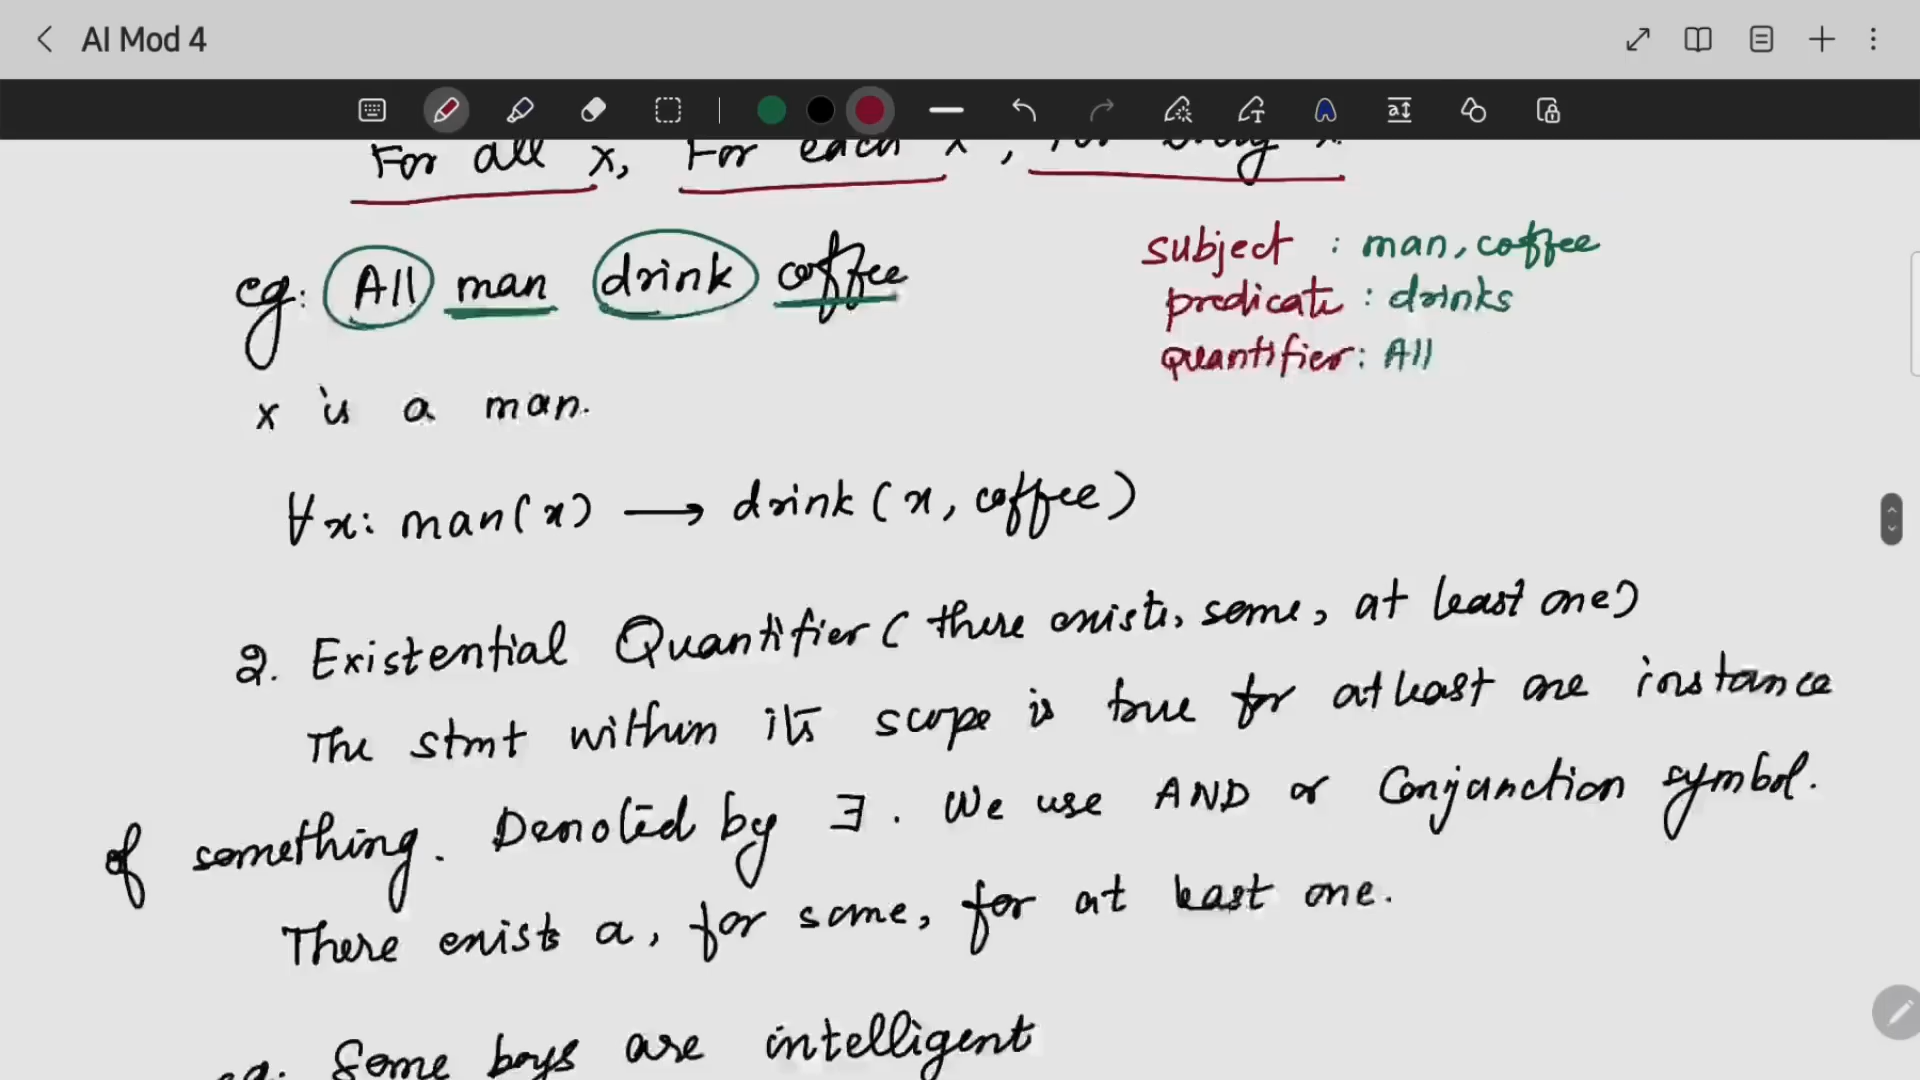 AI Mod 4
For all x, For each x, For every x.
eg: All man drink coffee
subject : man, coffee
predicate : drinks
quantifier: All
x is a man.
∀x: man(x) ⟶ drink (x, coffee)
2. Existential Quantifier (there exists, some, at least one)
The stmt within its scope is true for atleast one instance
of something. Denoted by ∃. We use AND or Conjunction symbol.
There exists a, for some, for at least one.
eg: Some boys are intelligent